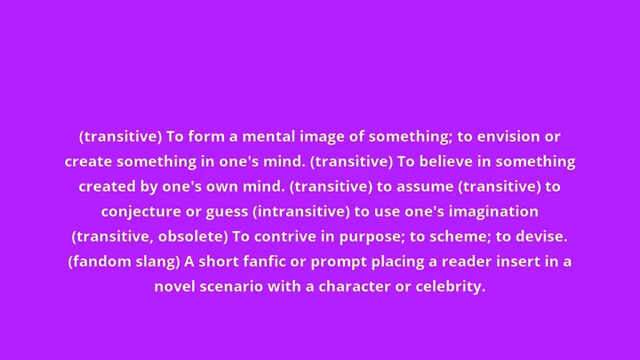 (transitive) To form a mental image of something; to envision or
create something in one's mind. (transitive) To believe in something
created by one's own mind. (transitive) to assume (transitive) to
conjecture or guess (intransitive) to use one's imagination
(transitive, obsolete) To contrive in purpose; to scheme; to devise.
(fandom slang) A short fanfic or prompt placing a reader insert in a
novel scenario with a character or celebrity.